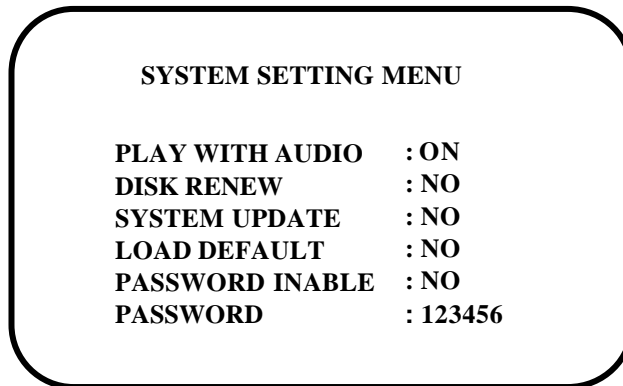 SYSTEM SETTING MENU
PLAY WITH AUDIO : ON
DISK RENEW : NO
SYSTEM UPDATE : NO
LOAD DEFAULT : NO
PASSWORD INABLE : NO
PASSWORD : 123456